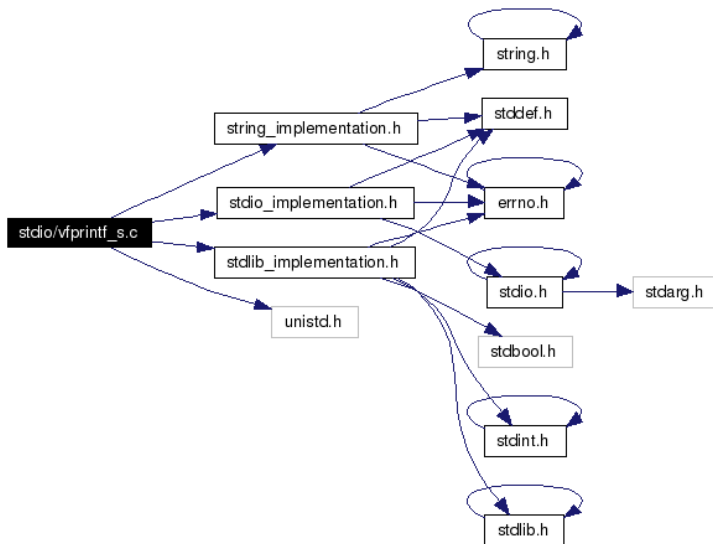 string.h
stddef.h
string_implementation.h
stdio_implementation.h
errno.h
stdio/vfprintf_s.c
stdlib_implementation.h
stdio.h
stdarg.h
unistd.h
stdbool.h
stdint.h
stdlib.h